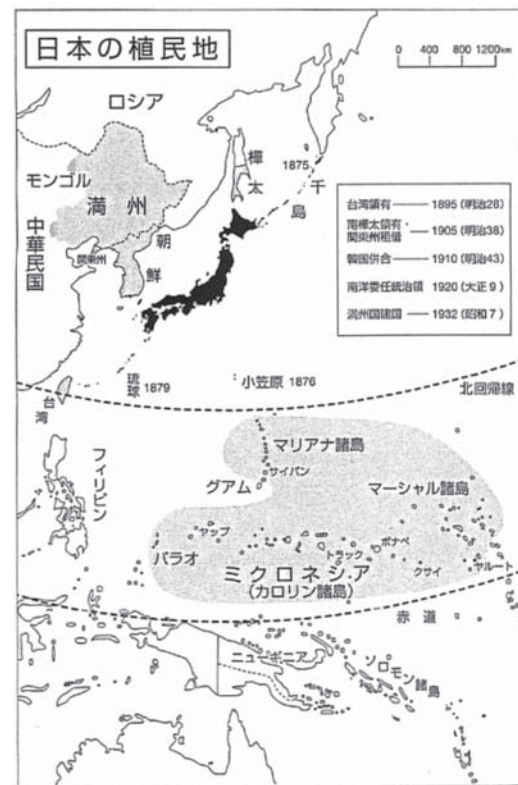 日本の植民地
0 400 800 1200km
ロシア
樺太
1875
千島
モンゴル
満州
中華民国
関東州
朝鮮
台湾領有 1895 (明治28)
南樺太領有・
関東州租借 1905 (明治38)
韓国併合 1910 (明治43)
南洋委任統治領 1920 (大正9)
満州国建国 1932 (昭和7)
琉球 1879
小笠原 1876
北回帰線
台湾
フィリピン
マリアナ諸島
サイパン
グアム
マーシャル諸島
ヤップ
パラオ
トラック
ポナペ
クサイ
ヤルート
ミクロネシア
(カロリン諸島)
赤道
ニューギニア
ソロモン諸島